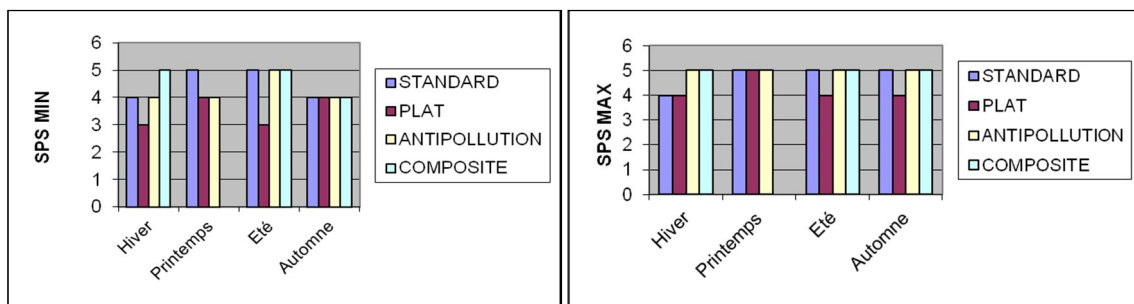 SPS MIN
6
5
4
3
2
1
0
Hiver
Printemps
Eté
Automne
STANDARD
PLAT
ANTIPOLLUTION
COMPOSITE
SPS MAX
6
5
4
3
2
1
0
Hiver
Printemps
Eté
Automne
STANDARD
PLAT
ANTIPOLLUTION
COMPOSITE